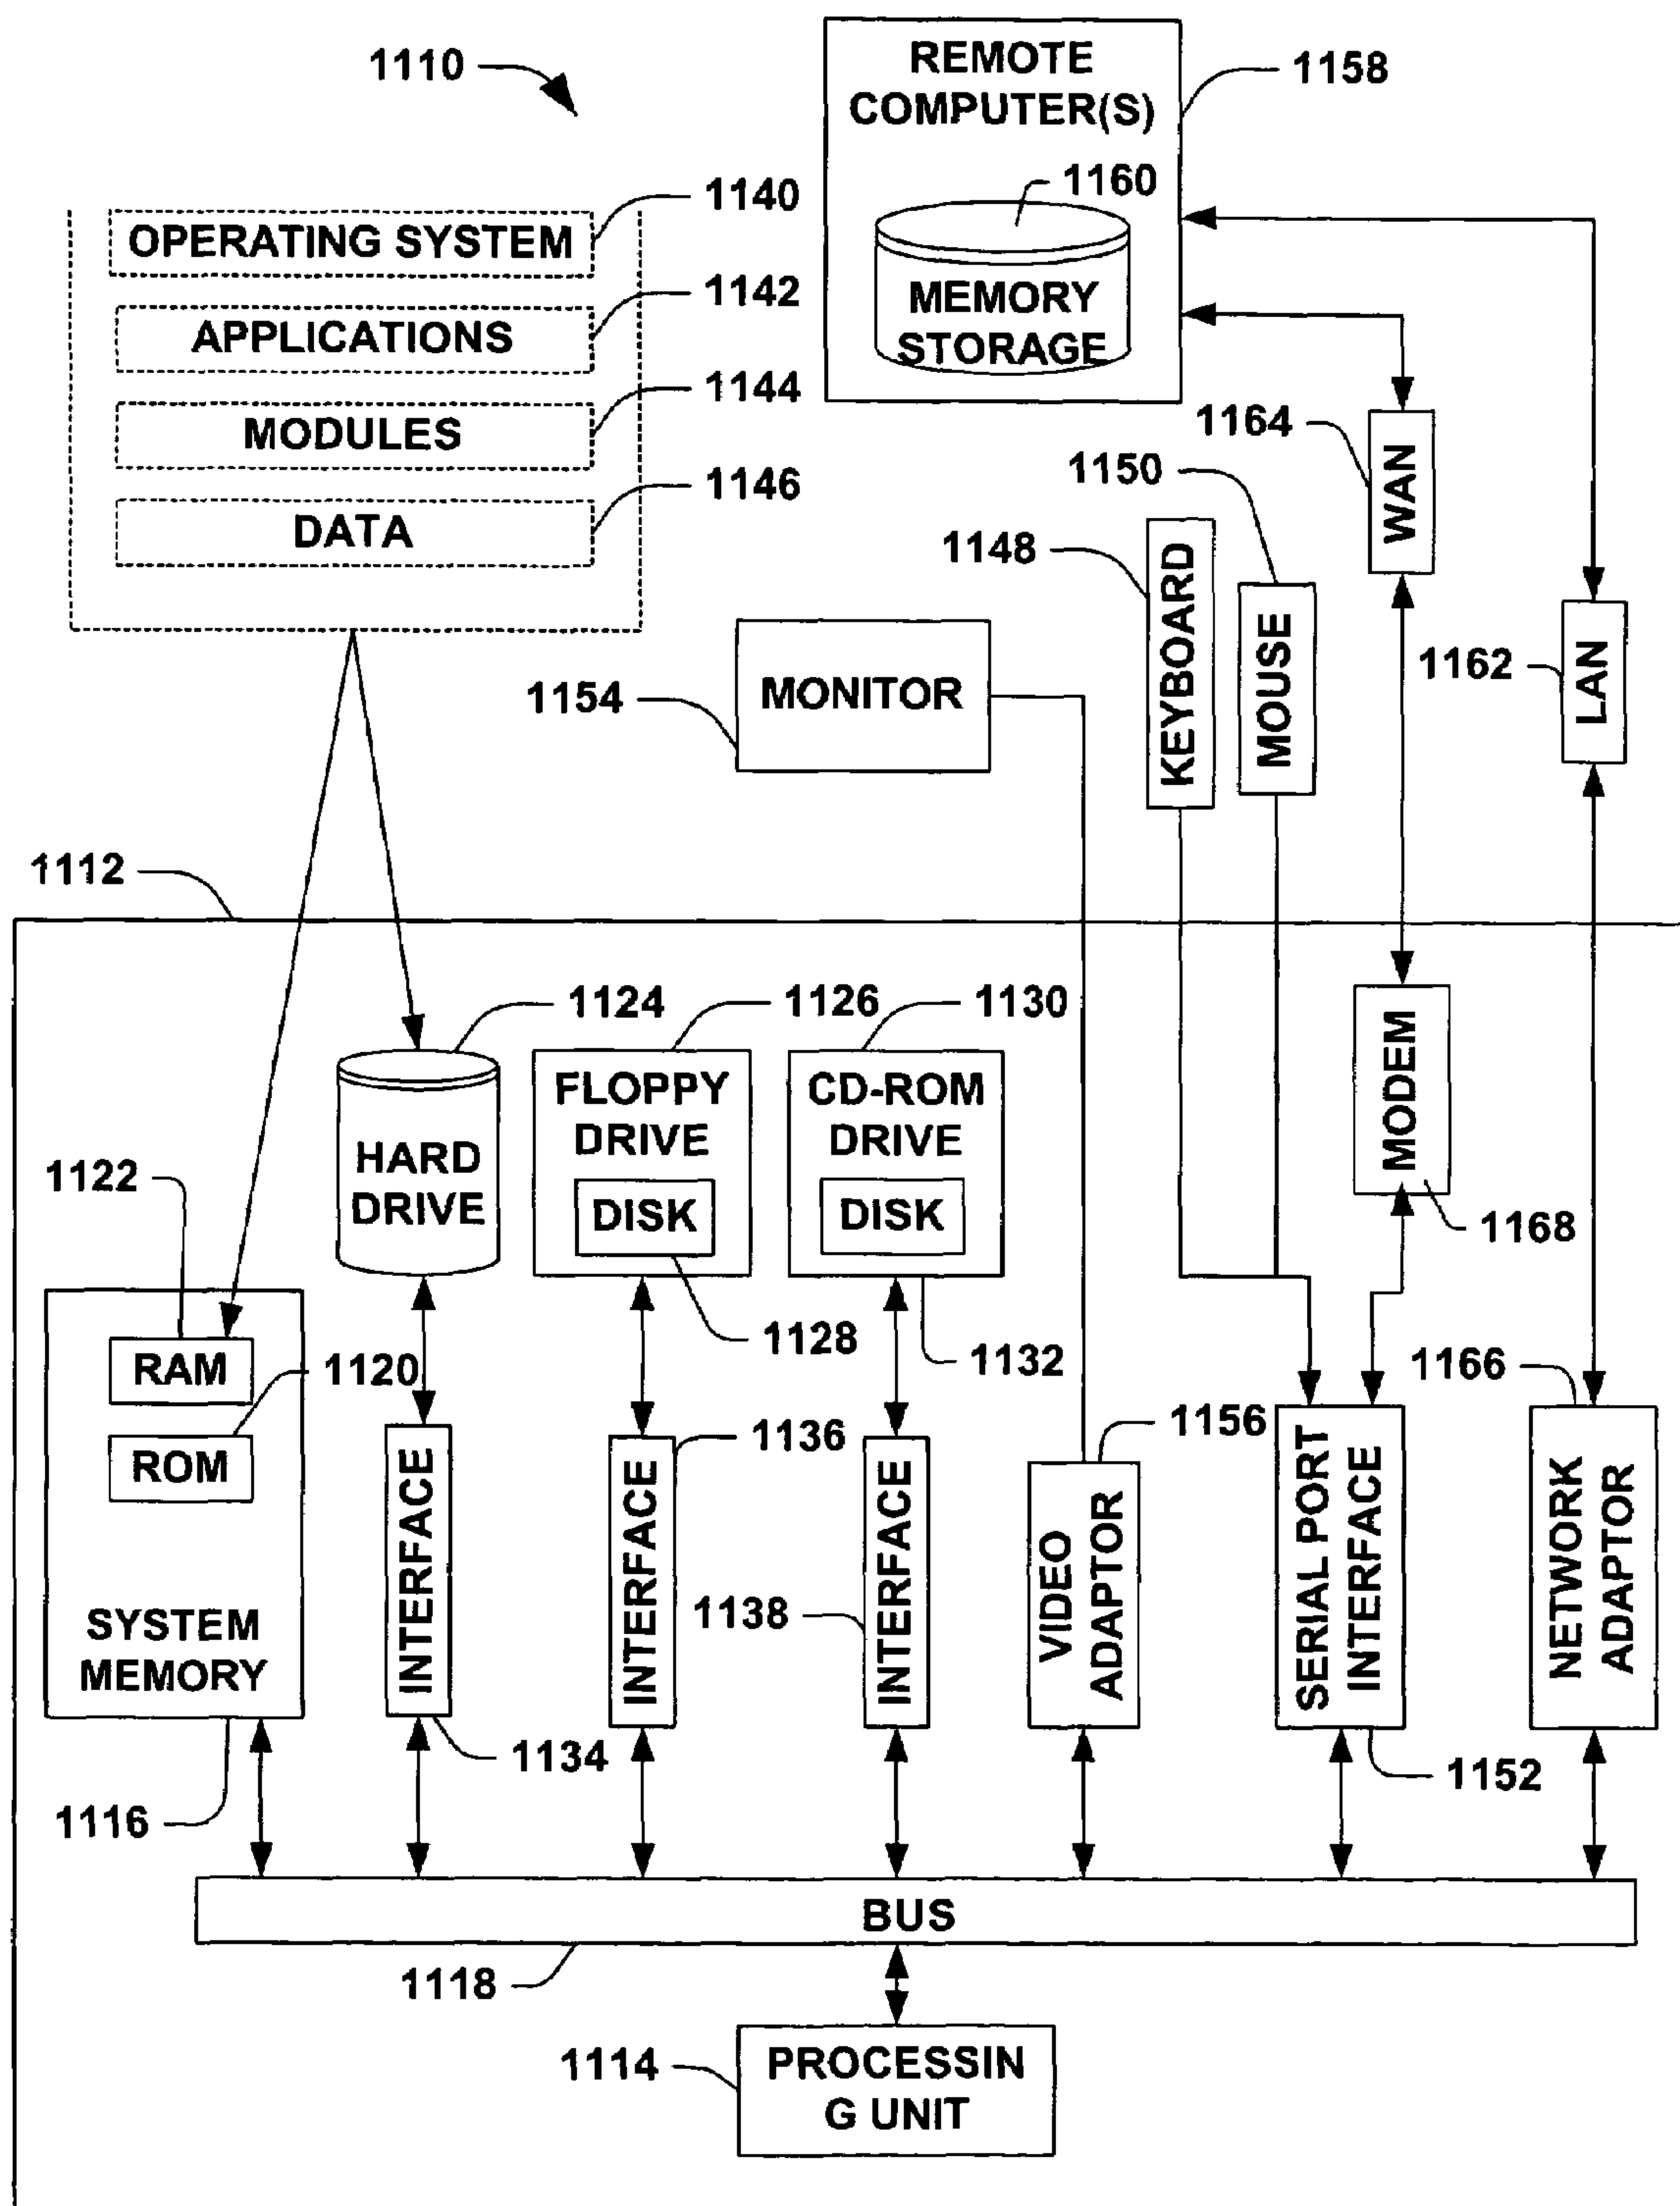 1110
REMOTE
COMPUTER(S)
1158
1160
MEMORY
STORAGE
1140
OPERATING SYSTEM
1142
APPLICATIONS
1144
MODULES
1146
DATA
1164
WAN
1150
1148
KEYBOARD
MOUSE
1162
LAN
MONITOR
1154
1112
1124
1126
1130
HARD
DRIVE
FLOPPY
DRIVE
DISK
CD-ROM
DRIVE
DISK
MODEM
1168
1122
1128
1132
RAM
1120
ROM
SYSTEM
MEMORY
1116
INTERFACE
1134
1136
INTERFACE
1138
INTERFACE
1156
VIDEO
ADAPTOR
SERIAL PORT
INTERFACE
1152
1166
NETWORK
ADAPTOR
BUS
1118
1114
PROCESSIN
G UNIT